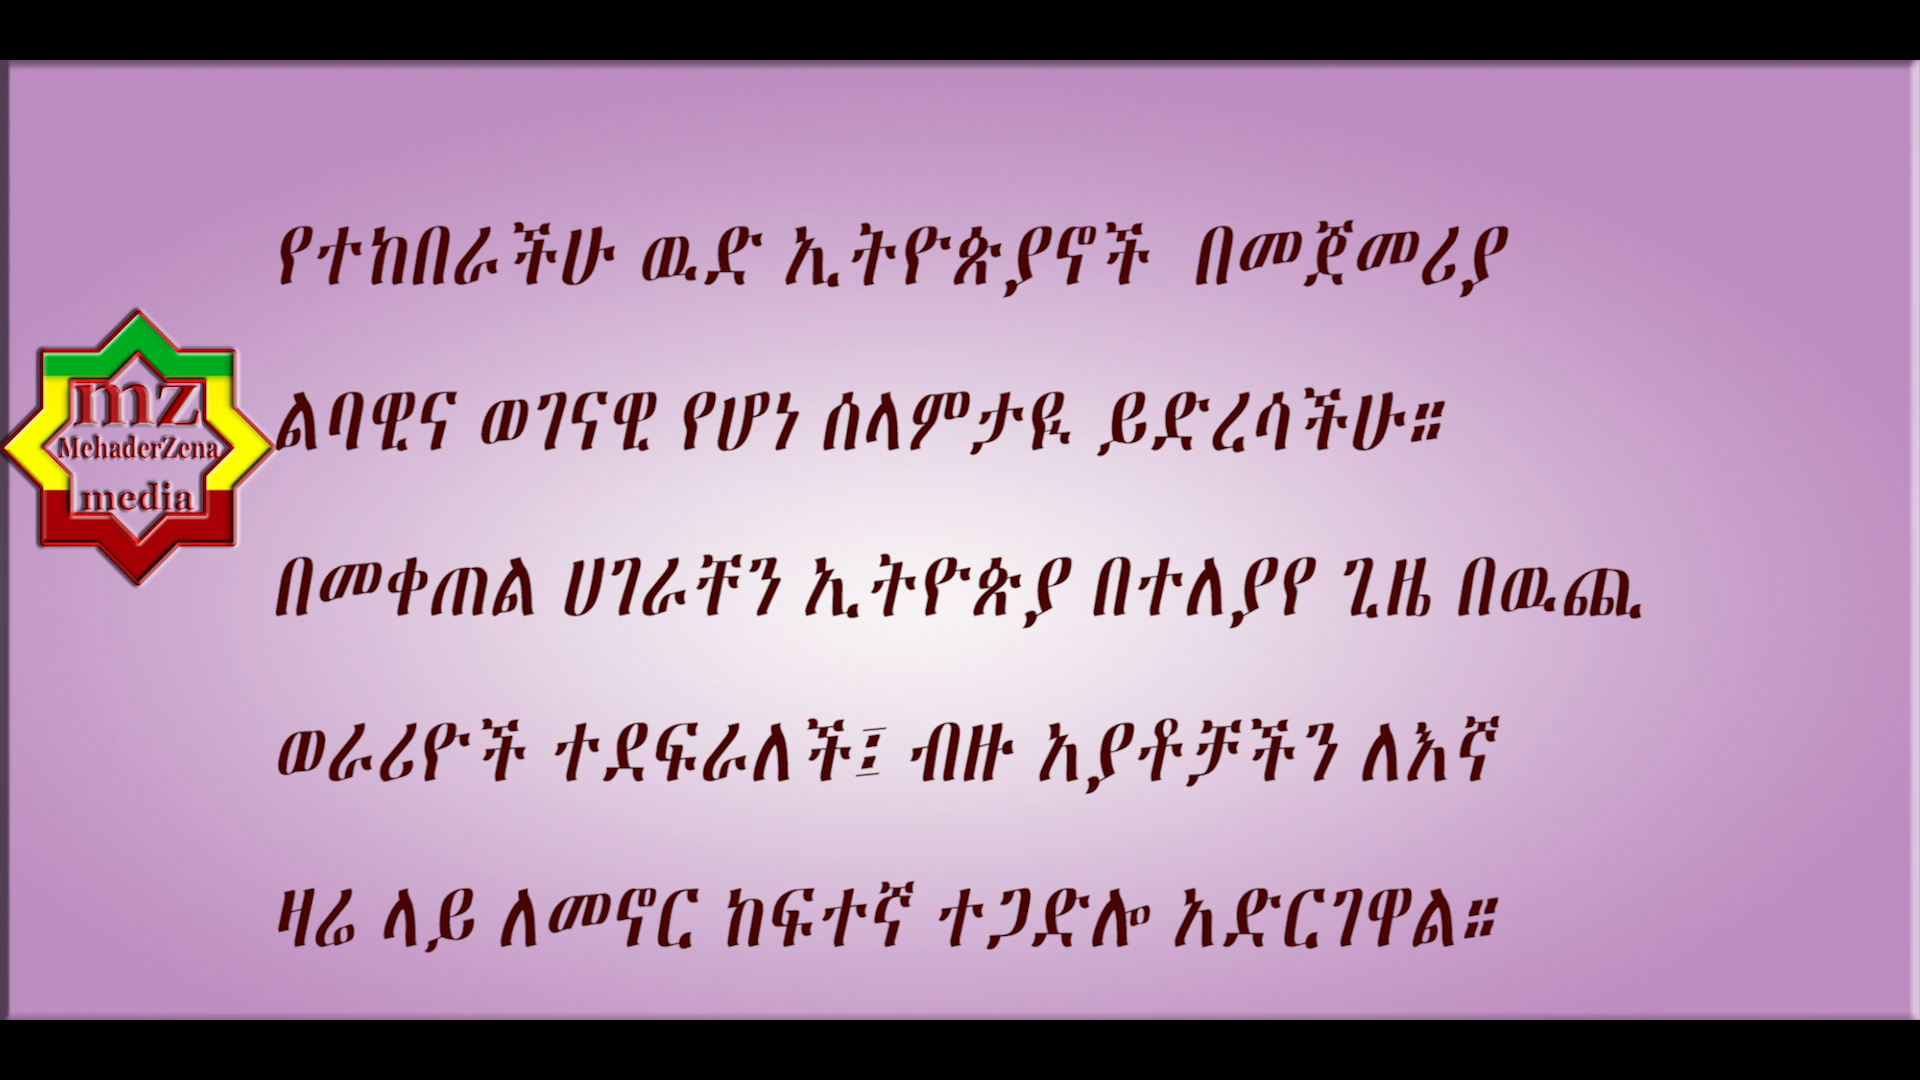 የተከበራችሁ ዉድ ኢትዮጵያኖች በመጀመሪያ
ልባዊና ወገናዊ የሆነ ሰላምታዬ ይድረሳችሁ።
በመቀጠል ሀገራቸን ኢትዮጵያ በተለያየ ጊዜ በዉጪ
ወራሪዮች ተደፍራለች፤ ብዙ አያቶቻችን ለእኛ
ዛሬ ላይ ለመኖር ከፍተኛ ተጋድሎ አድርገዋል።
mz
MehaderZena
media